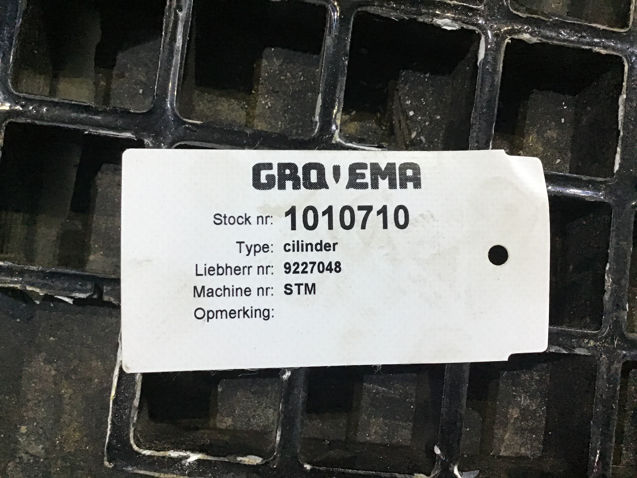 GROVEMA
Stock nr: 1010710
Type: cilinder
Liebherr nr: 9227048
Machine nr: STM
Opmerking: